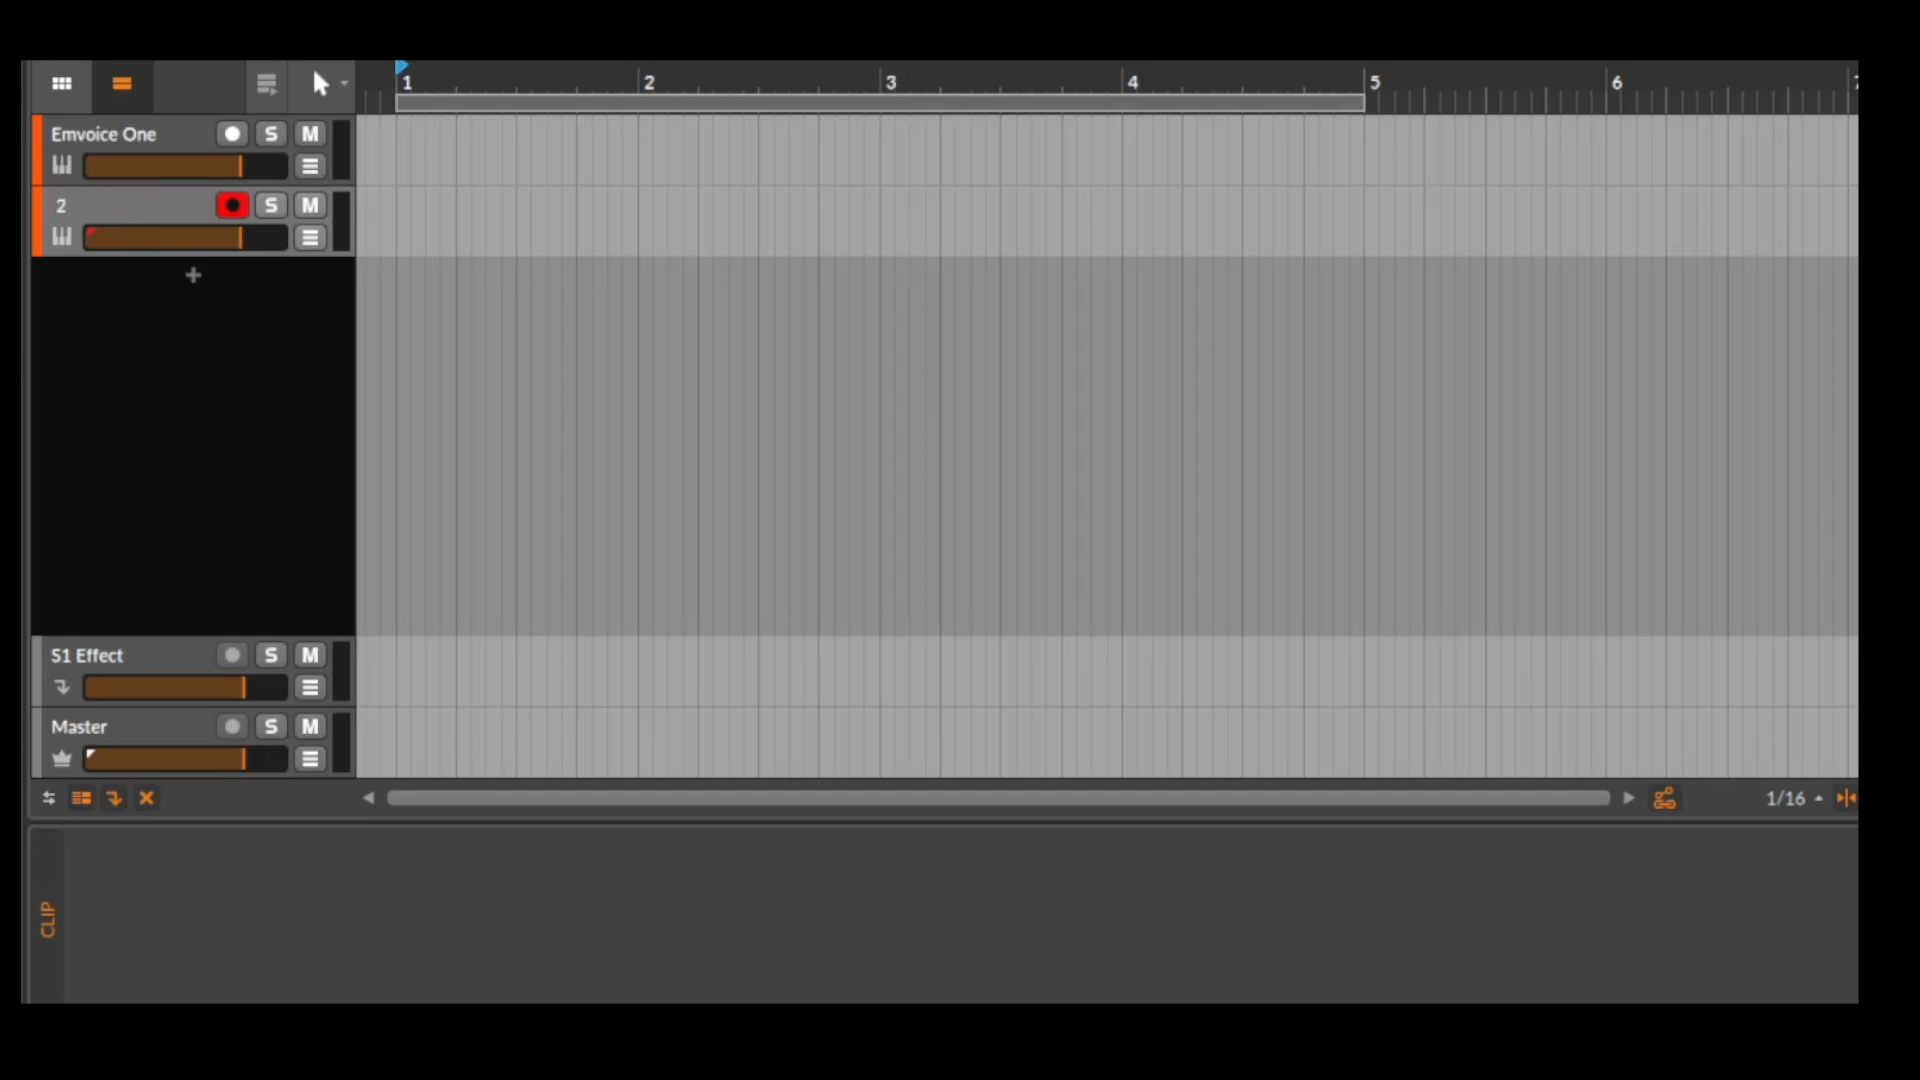 1 2 3 4 5 6
Emvoice One S M
2 S M
S1 Effect S M
Master S M
1/16
CLIP